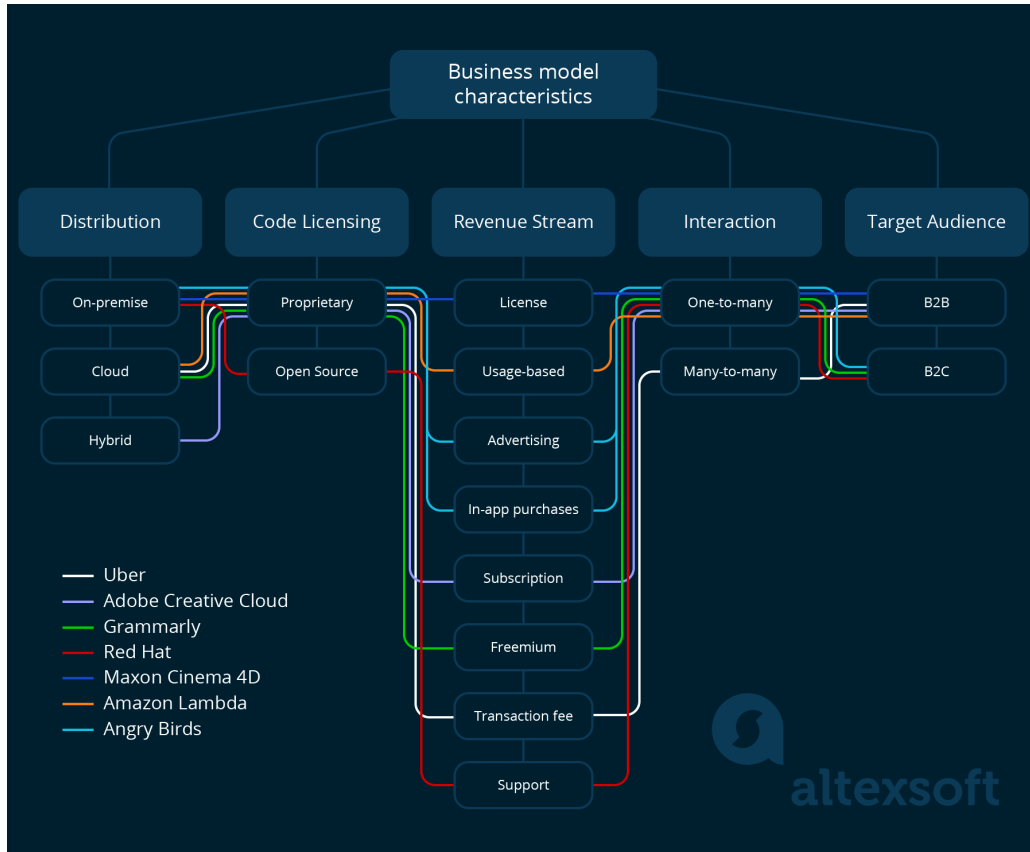 Business model
characteristics
Distribution
Code Licensing
Revenue Stream
Interaction
Target Audience
On-premise
Proprietary
License
One-to-many
B2B
Cloud
Open Source
Usage-based
Many-to-many
B2C
Hybrid
Advertising
In-app purchases
Subscription
Freemium
Transaction fee
Support
Uber
Adobe Creative Cloud
Grammarly
Red Hat
Maxon Cinema 4D
Amazon Lambda
Angry Birds
altexsoft